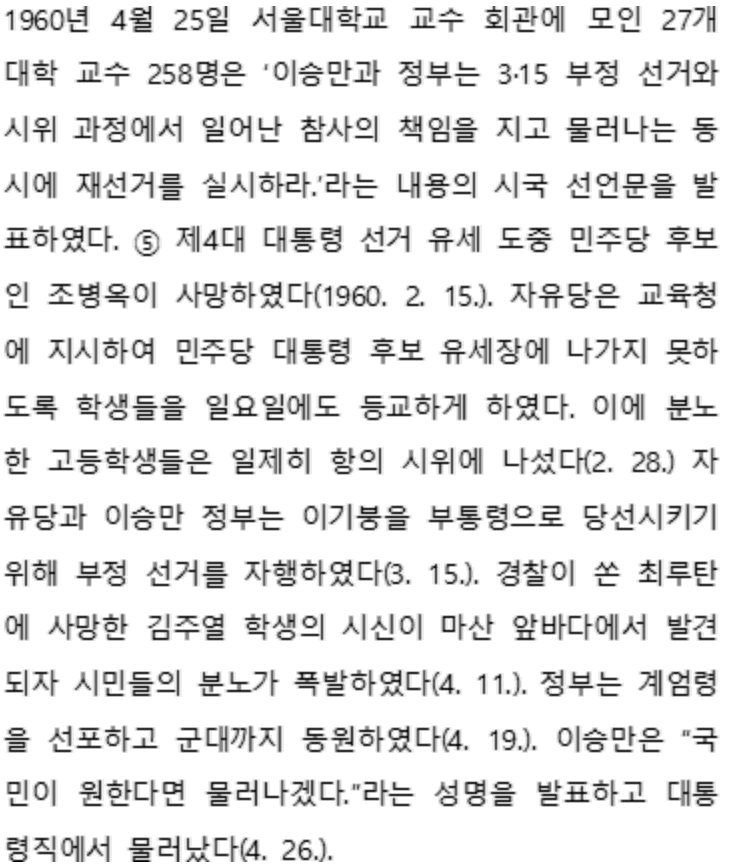 1960년 4월 25일 서울대학교 교수 회관에 모인 27개
대학 교수 258명은 ‘이승만과 정부는 3·15 부정 선거와
시위 과정에서 일어난 참사의 책임을 지고 물러나는 동
시에 재선거를 실시하라.’라는 내용의 시국 선언문을 발
표하였다. ⑤ 제4대 대통령 선거 유세 도중 민주당 후보
인 조병옥이 사망하였다(1960. 2. 15.). 자유당은 교육청
에 지시하여 민주당 대통령 후보 유세장에 나가지 못하
도록 학생들을 일요일에도 등교하게 하였다. 이에 분노
한 고등학생들은 일제히 항의 시위에 나섰다(2. 28.) 자
유당과 이승만 정부는 이기붕을 부통령으로 당선시키기
위해 부정 선거를 자행하였다(3. 15.). 경찰이 쏜 최루탄
에 사망한 김주열 학생의 시신이 마산 앞바다에서 발견
되자 시민들의 분노가 폭발하였다(4. 11.). 정부는 계엄령
을 선포하고 군대까지 동원하였다(4. 19.). 이승만은 “국
민이 원한다면 물러나겠다.”라는 성명을 발표하고 대통
령직에서 물러났다(4. 26.).